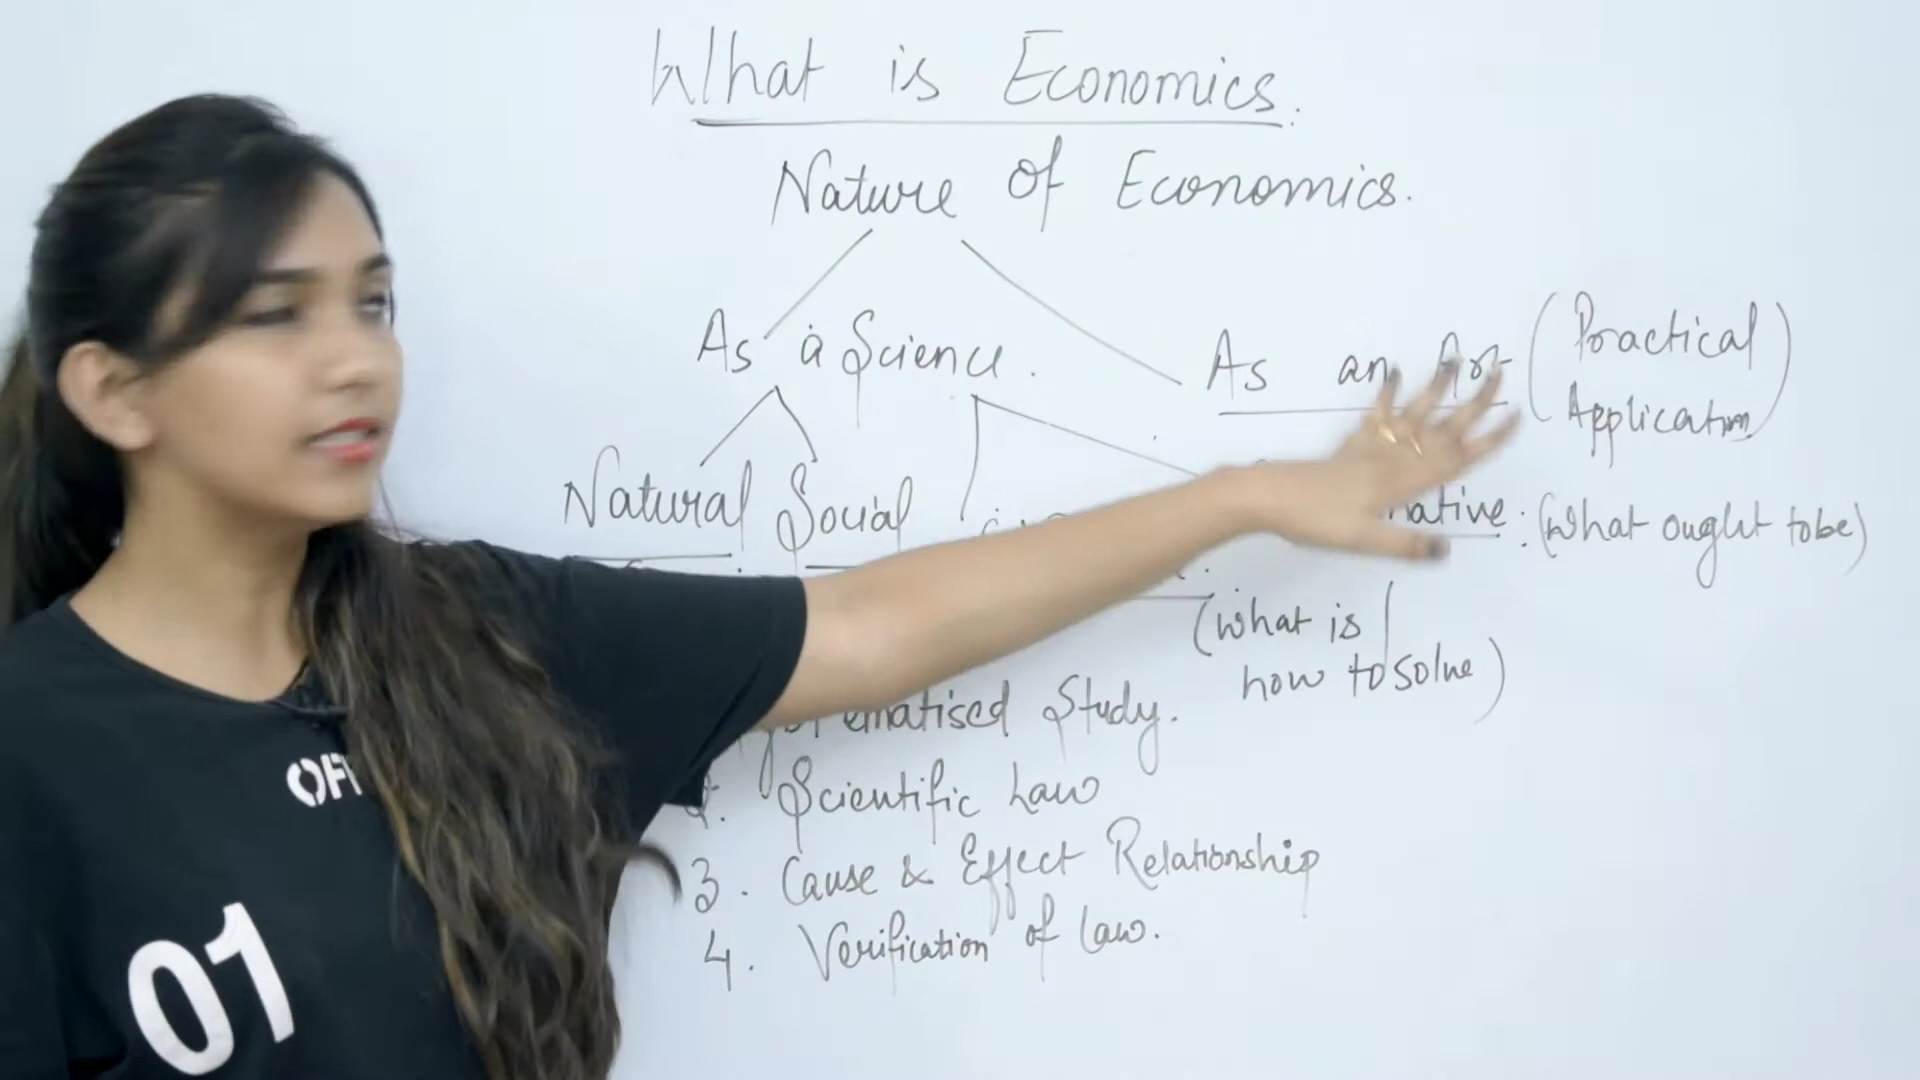 What is Economics.
Nature of Economics.
As a Science.
As an Art (Practical Application)
Natural Social
(What ought to be)
(What is / how to solve)
Study.
2. Scientific Law
3. Cause & Effect Relationship
4. Verification of law.
01